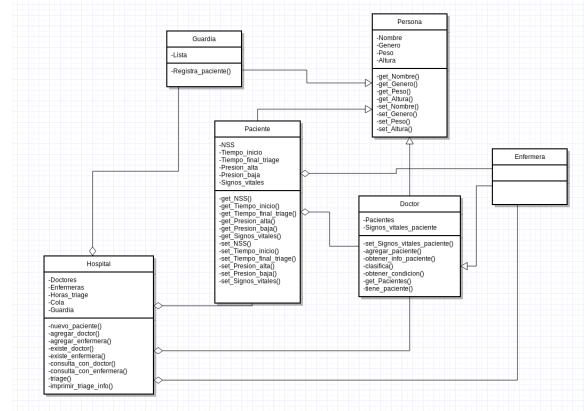 Persona
-Nombre
-Genero
-Peso
-Altura
-get_Nombre()
-get_Genero()
-get_Peso()
-get_Altura()
-set_Nombre()
-set_Genero()
-set_Peso()
-set_Altura()
Guardia
-Lista
-Registra_paciente()
Paciente
-NSS
-Tiempo_inicio
-Tiempo_final_triage
-Presion_alta
-Presion_baja
-Signos_vitales
-get_NSS()
-get_Tiempo_inicio()
-get_Tiempo_final_triage()
-get_Presion_alta()
-get_Presion_baja()
-get_Signos_vitales()
-set_NSS()
-set_Tiempo_inicio()
-set_Tiempo_final_triage()
-set_Presion_alta()
-set_Presion_baja()
-set_Signos_vitales()
Enfermera
Doctor
-Pacientes
-Signos_vitales_paciente
-set_Signos_vitales_paciente()
-agregar_paciente()
-obtener_info_paciente()
-clasifica()
-obtener_condicion()
-get_Pacientes()
-tiene_paciente()
Hospital
-Doctores
-Enfermeras
-Horas_triage
-Cola
-Guardia
-nuevo_paciente()
-agregar_doctor()
-agregar_enfermera()
-existe_doctor()
-existe_enfermera()
-consulta_con_doctor()
-consulta_con_enfermera()
-triage()
-imprimir_triage_info()